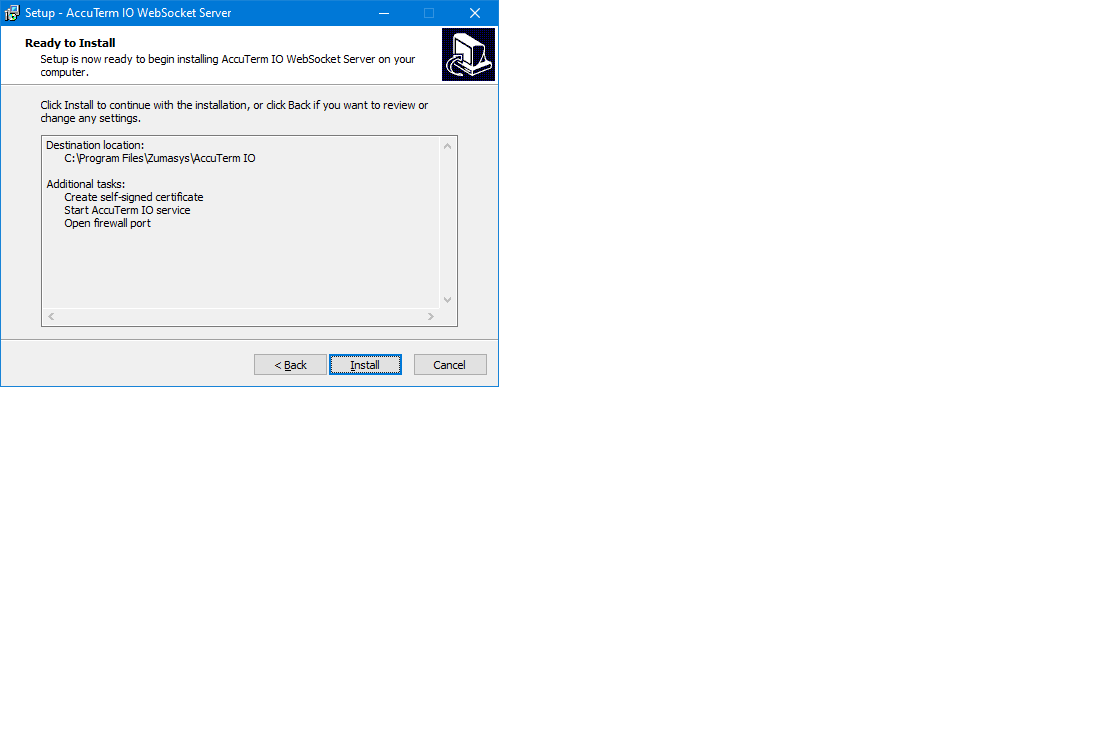 Setup - AccuTerm IO WebSocket Server
Ready to Install
Setup is now ready to begin installing AccuTerm IO WebSocket Server on your
computer.
Click Install to continue with the installation, or click Back if you want to review or
change any settings.
Destination location:
C:\Program Files\Zumasys\AccuTerm IO
Additional tasks:
Create self-signed certificate
Start AccuTerm IO service
Open firewall port
< Back
Install
Cancel